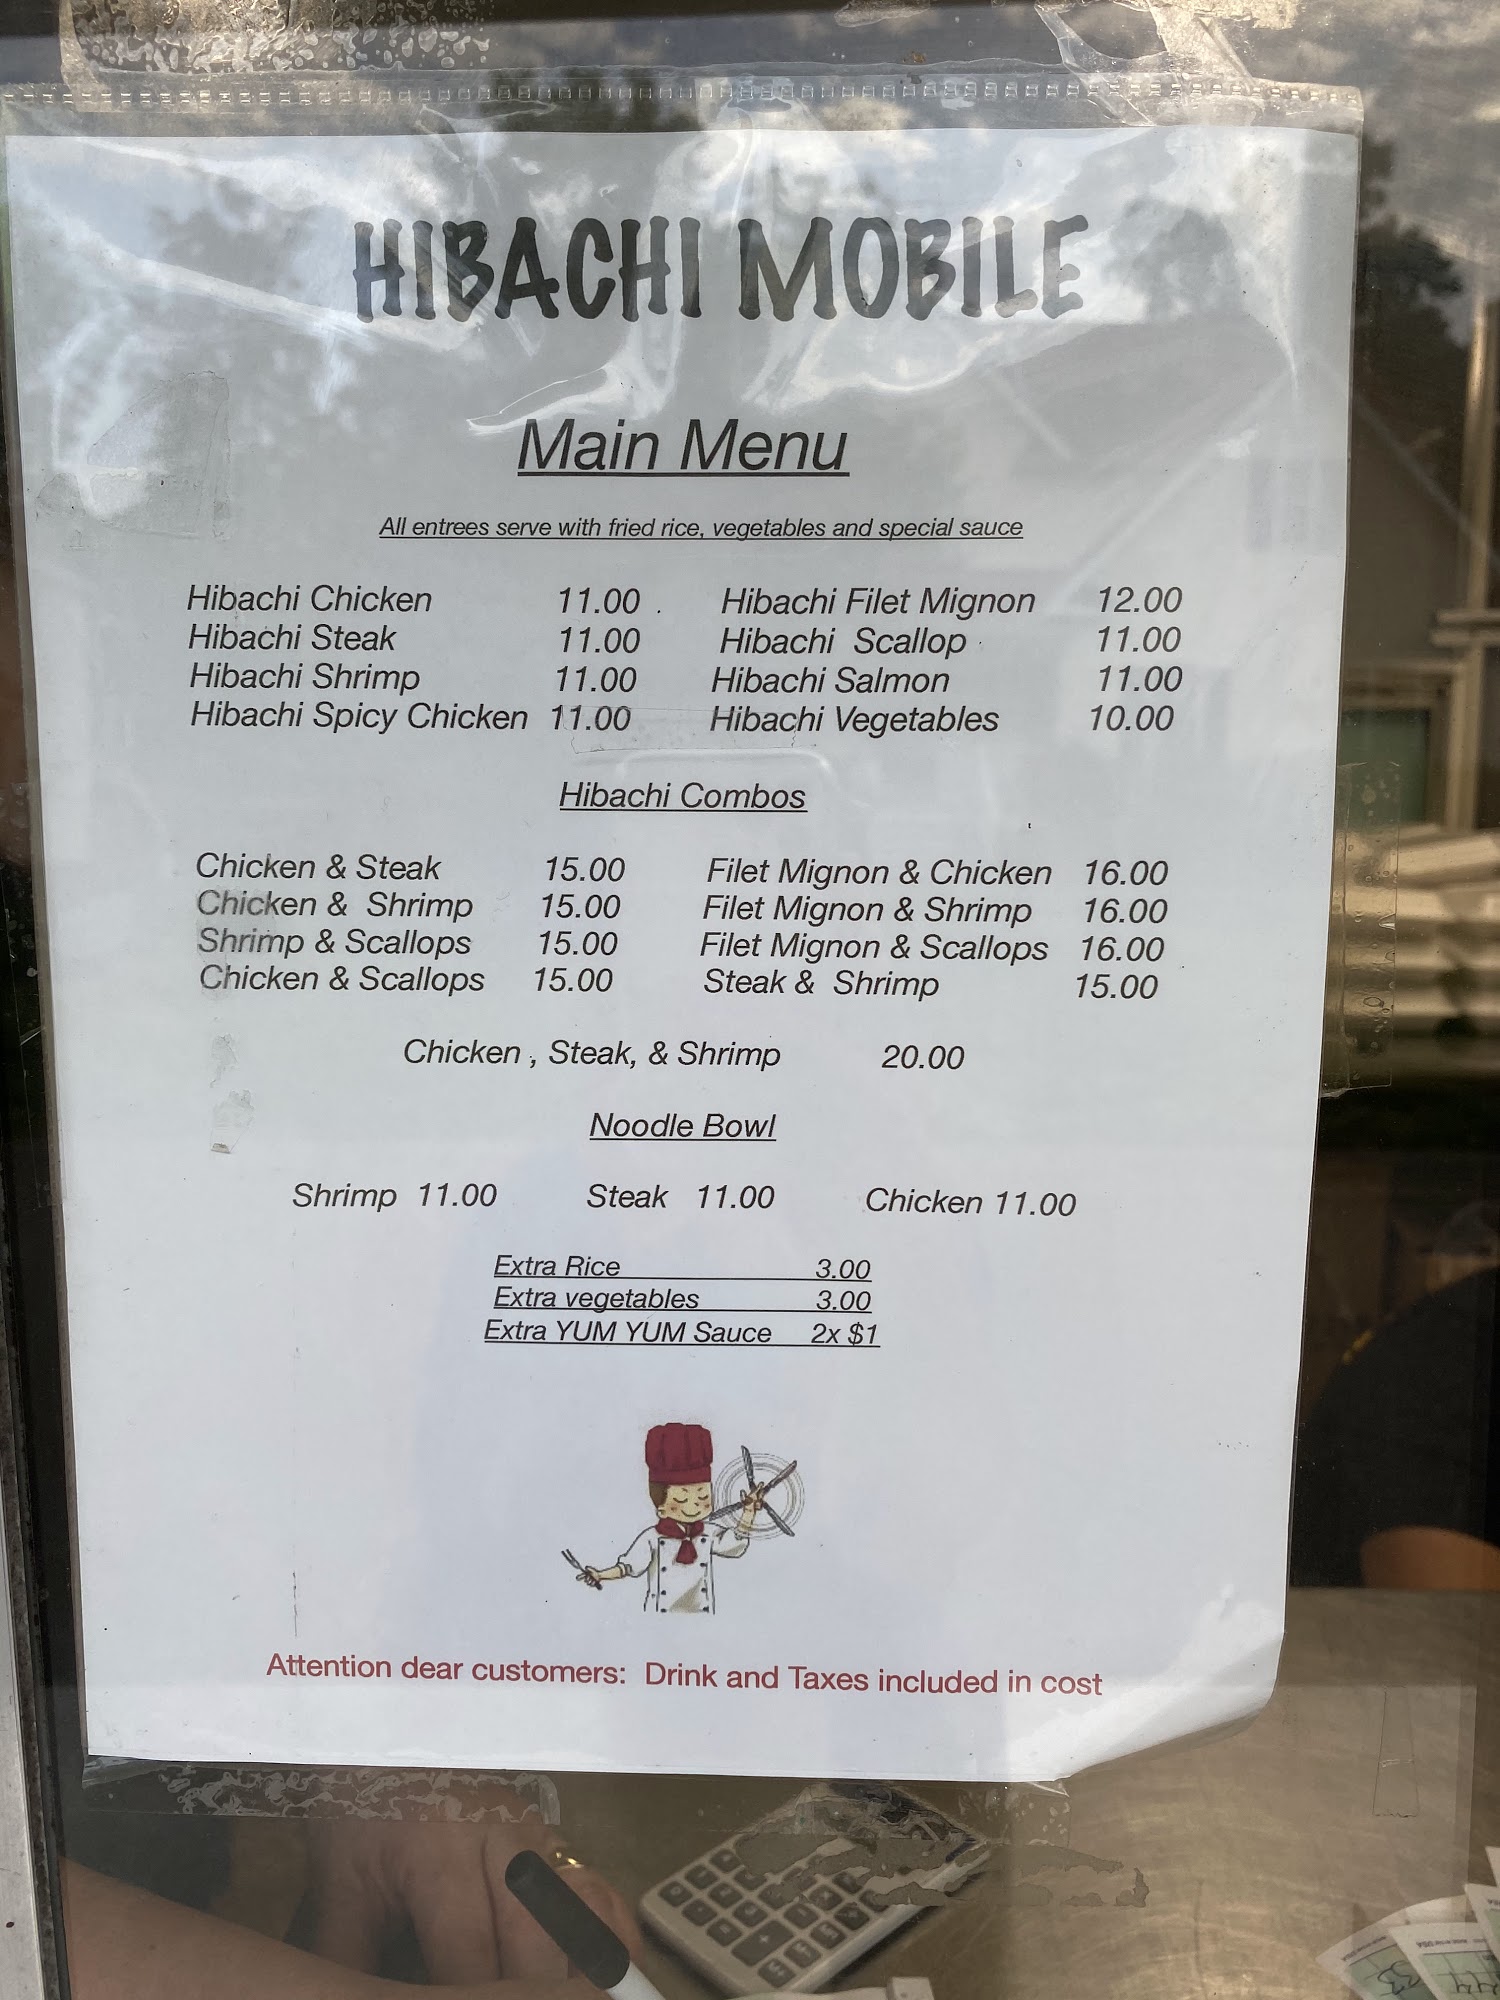 HIBACHI MOBILE
Main Menu
All entrees serve with fried rice, vegetables and special sauce
Hibachi Chicken 11.00 Hibachi Filet Mignon 12.00
Hibachi Steak 11.00 Hibachi Scallop 11.00
Hibachi Shrimp 11.00 Hibachi Salmon 11.00
Hibachi Spicy Chicken 11.00 Hibachi Vegetables 10.00
Hibachi Combos
Chicken & Steak 15.00 Filet Mignon & Chicken 16.00
Chicken & Shrimp 15.00 Filet Mignon & Shrimp 16.00
Shrimp & Scallops 15.00 Filet Mignon & Scallops 16.00
Chicken & Scallops 15.00 Steak & Shrimp 15.00
Chicken , Steak, & Shrimp 20.00
Noodle Bowl
Shrimp 11.00 Steak 11.00 Chicken 11.00
Extra Rice 3.00
Extra vegetables 3.00
Extra YUM YUM Sauce 2x $1
Attention dear customers: Drink and Taxes included in cost